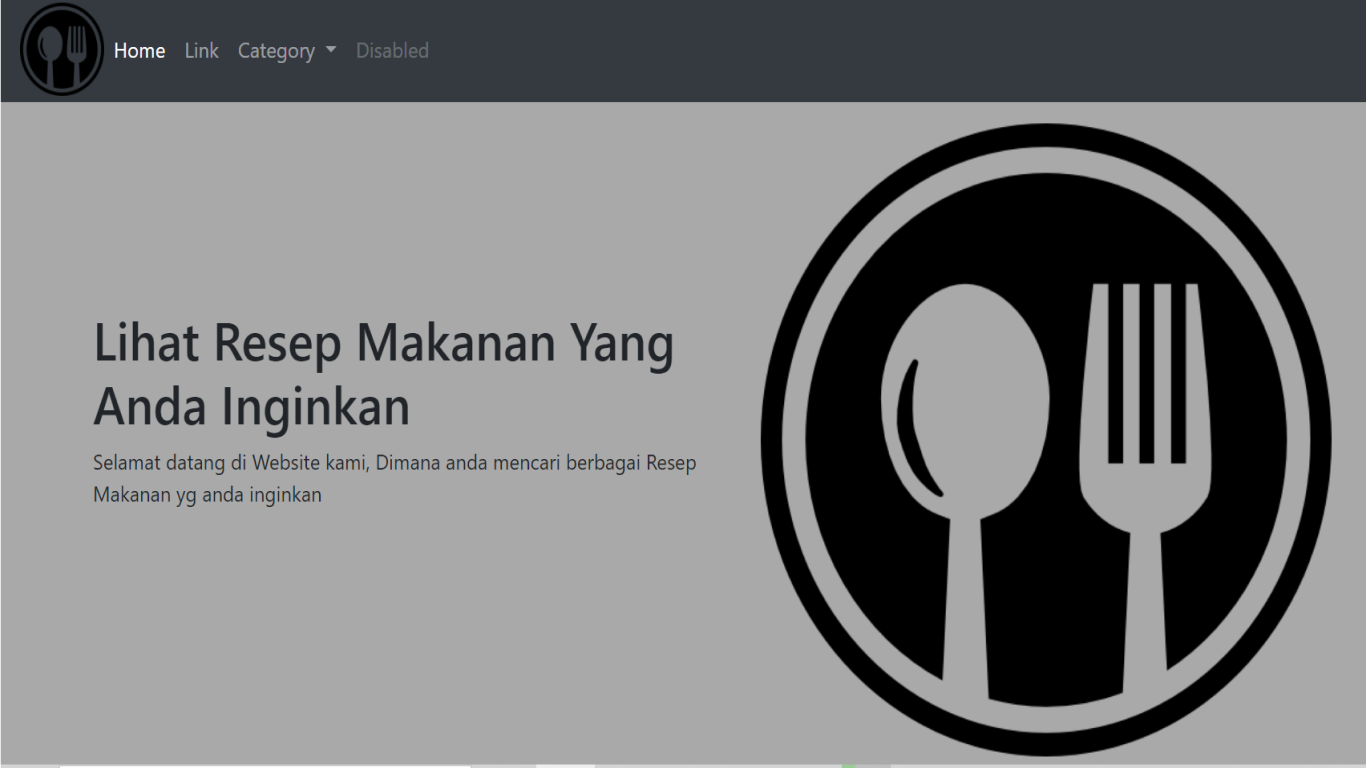 Home Link Category Disabled
Lihat Resep Makanan Yang
Anda Inginkan
Selamat datang di Website kami, Dimana anda mencari berbagai Resep
Makanan yg anda inginkan